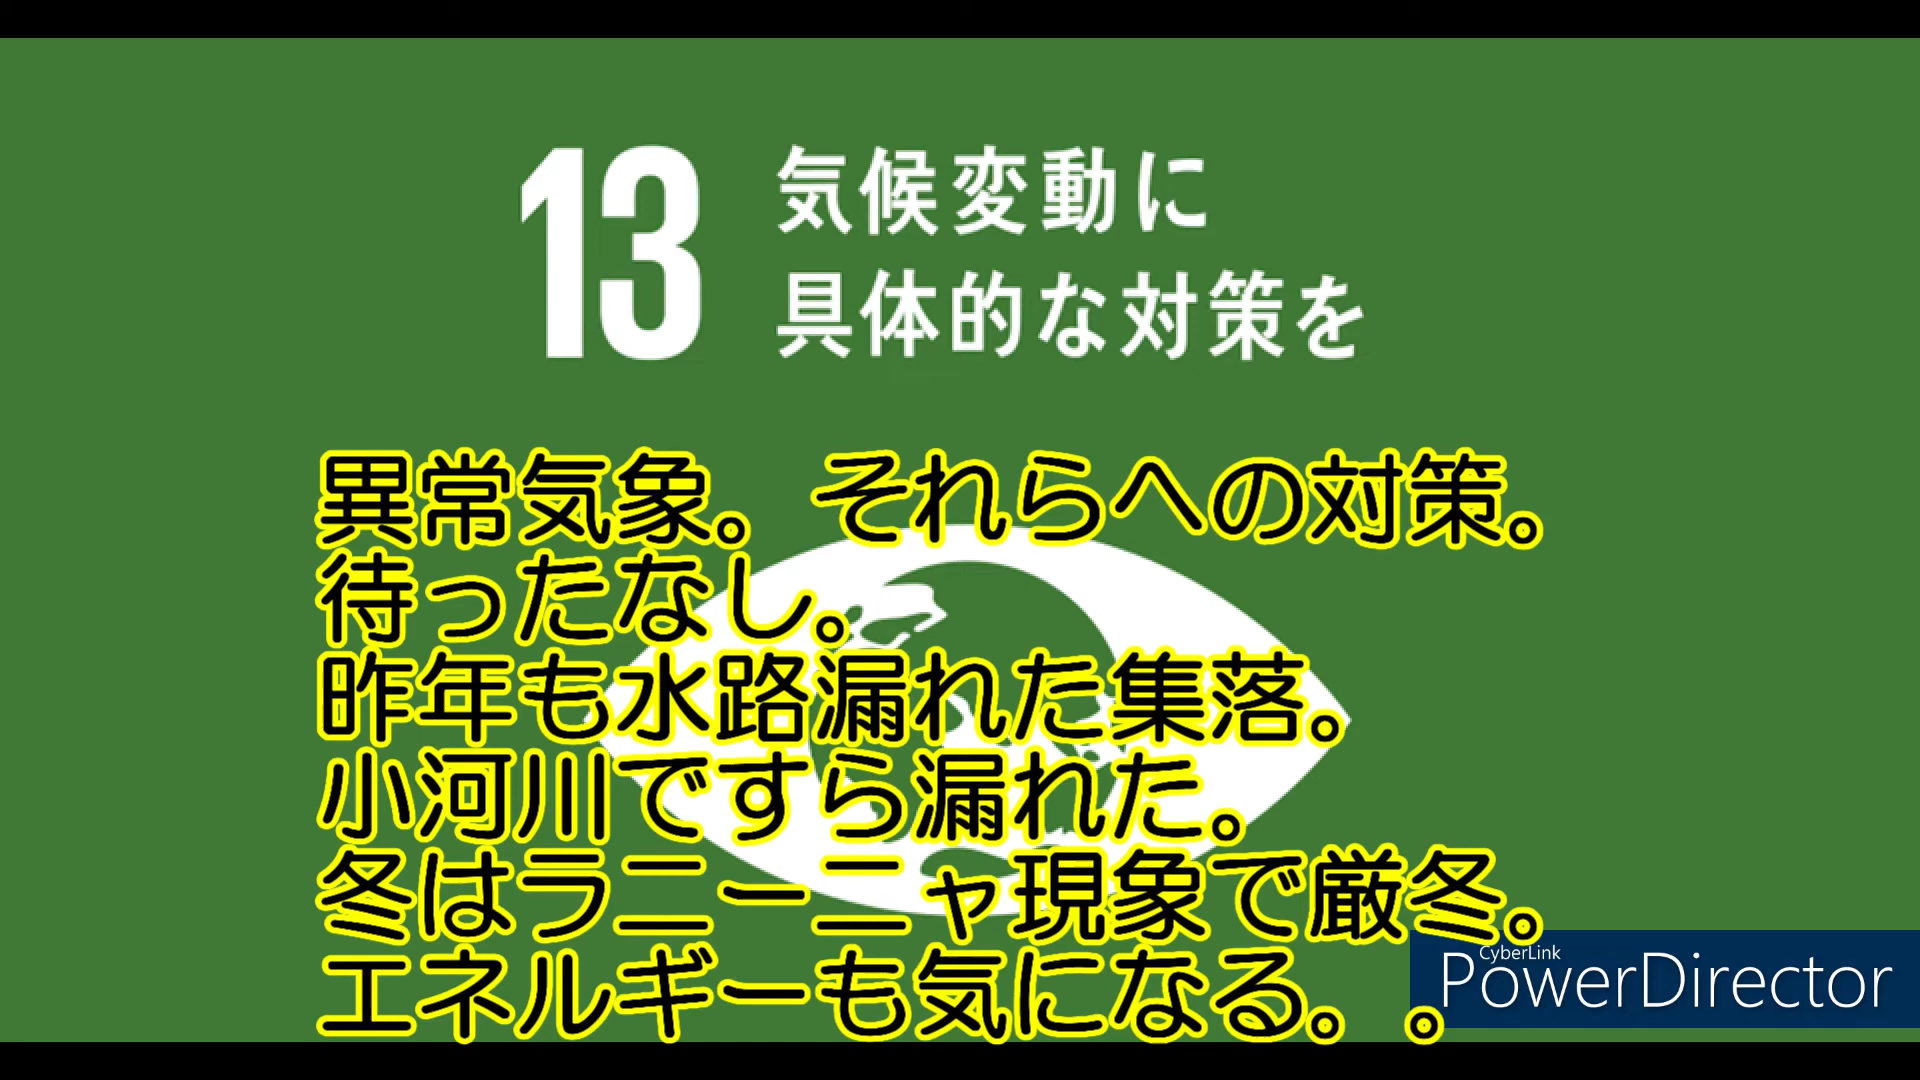 13 気候変動に
具体的な対策を
異常気象。 それらへの対策。
待ったなし。
昨年も水路漏れた集落。
小河川ですら漏れた。
冬はラニーニャ現象で厳冬。
エネルギーも気になる。。
CyberLink
PowerDirector